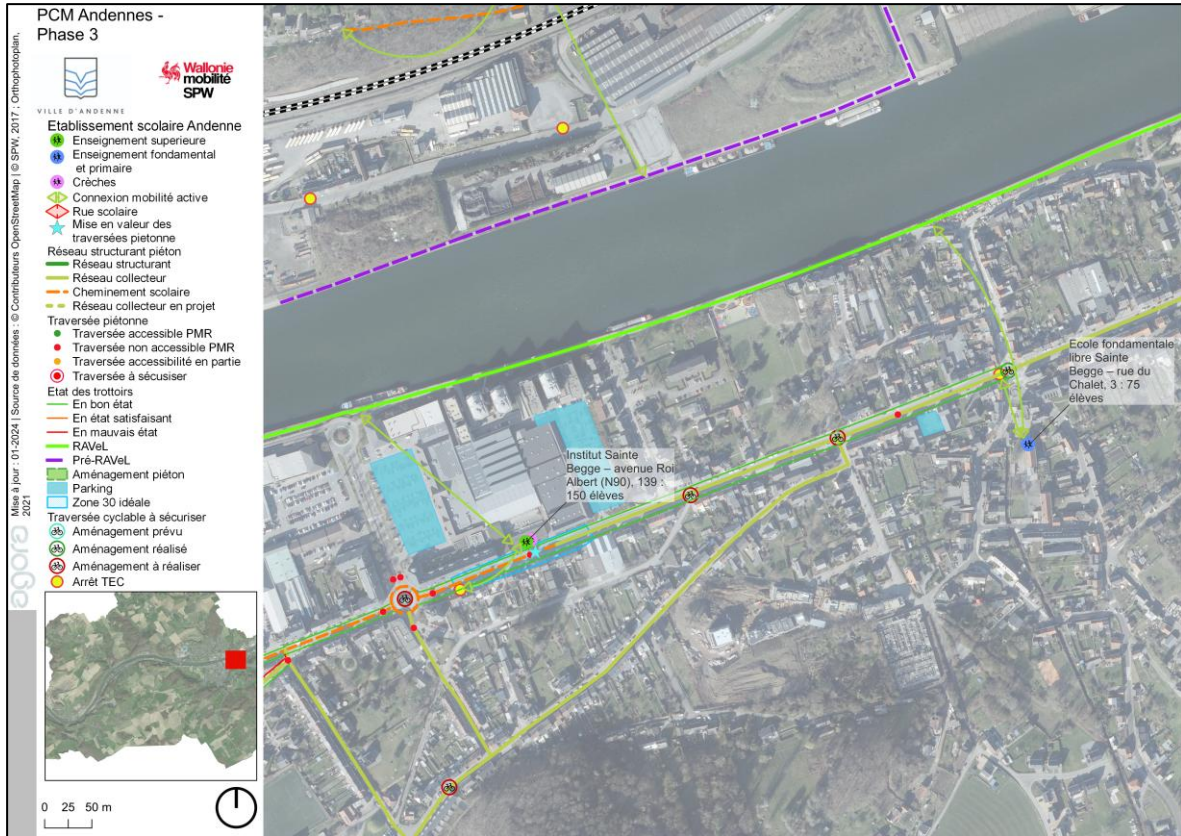 PCM Andennes -
Phase 3
VILLE D'ANDENNE
Wallonie
mobilité
SPW
Etablissement scolaire Andenne
Enseignement superieure
Enseignement fondamental
et primaire
Crèches
Connexion mobilité active
Rue scolaire
Mise en valeur des
traversées pietonne
Réseau structurant piéton
Réseau structurant
Réseau collecteur
Cheminement scolaire
Réseau collecteur en projet
Traversée piétonne
Traversée accessible PMR
Traversée non accessible PMR
Traversée accessibilité en partie
Traversée à sécusiser
Etat des trottoirs
En bon état
En état satisfaisant
En mauvais état
RAVeL
Pré-RAVeL
Aménagement piéton
Parking
Zone 30 idéale
Traversée cyclable à sécuriser
Aménagement prévu
Aménagement réalisé
Aménagement à réaliser
Arrêt TEC
0 25 50 m
Mise à jour : 01-2024 | Source de données : © Contributeurs OpenStreetMap | © SPW, 2017 ; Orthophotoplan,
2021
agora
Institut Sainte
Begge – avenue Roi
Albert (N90), 139 :
150 élèves
Ecole fondamentale
libre Sainte
Begge – rue du
Chalet, 3 : 75
élèves